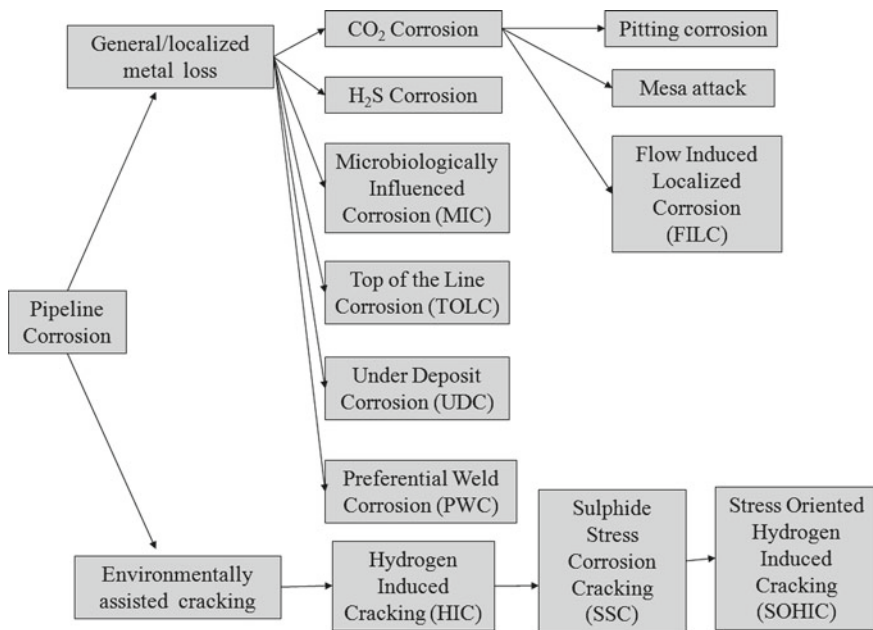 General/localized
metal loss
CO₂ Corrosion
Pitting corrosion
H₂S Corrosion
Mesa attack
Microbiologically
Influenced
Corrosion (MIC)
Flow Induced
Localized
Corrosion
(FILC)
Top of the Line
Corrosion (TOLC)
Pipeline
Corrosion
Under Deposit
Corrosion (UDC)
Preferential Weld
Corrosion (PWC)
Environmentally
assisted cracking
Hydrogen
Induced
Cracking (HIC)
Sulphide
Stress
Corrosion
Cracking
(SSC)
Stress Oriented
Hydrogen
Induced
Cracking
(SOHIC)